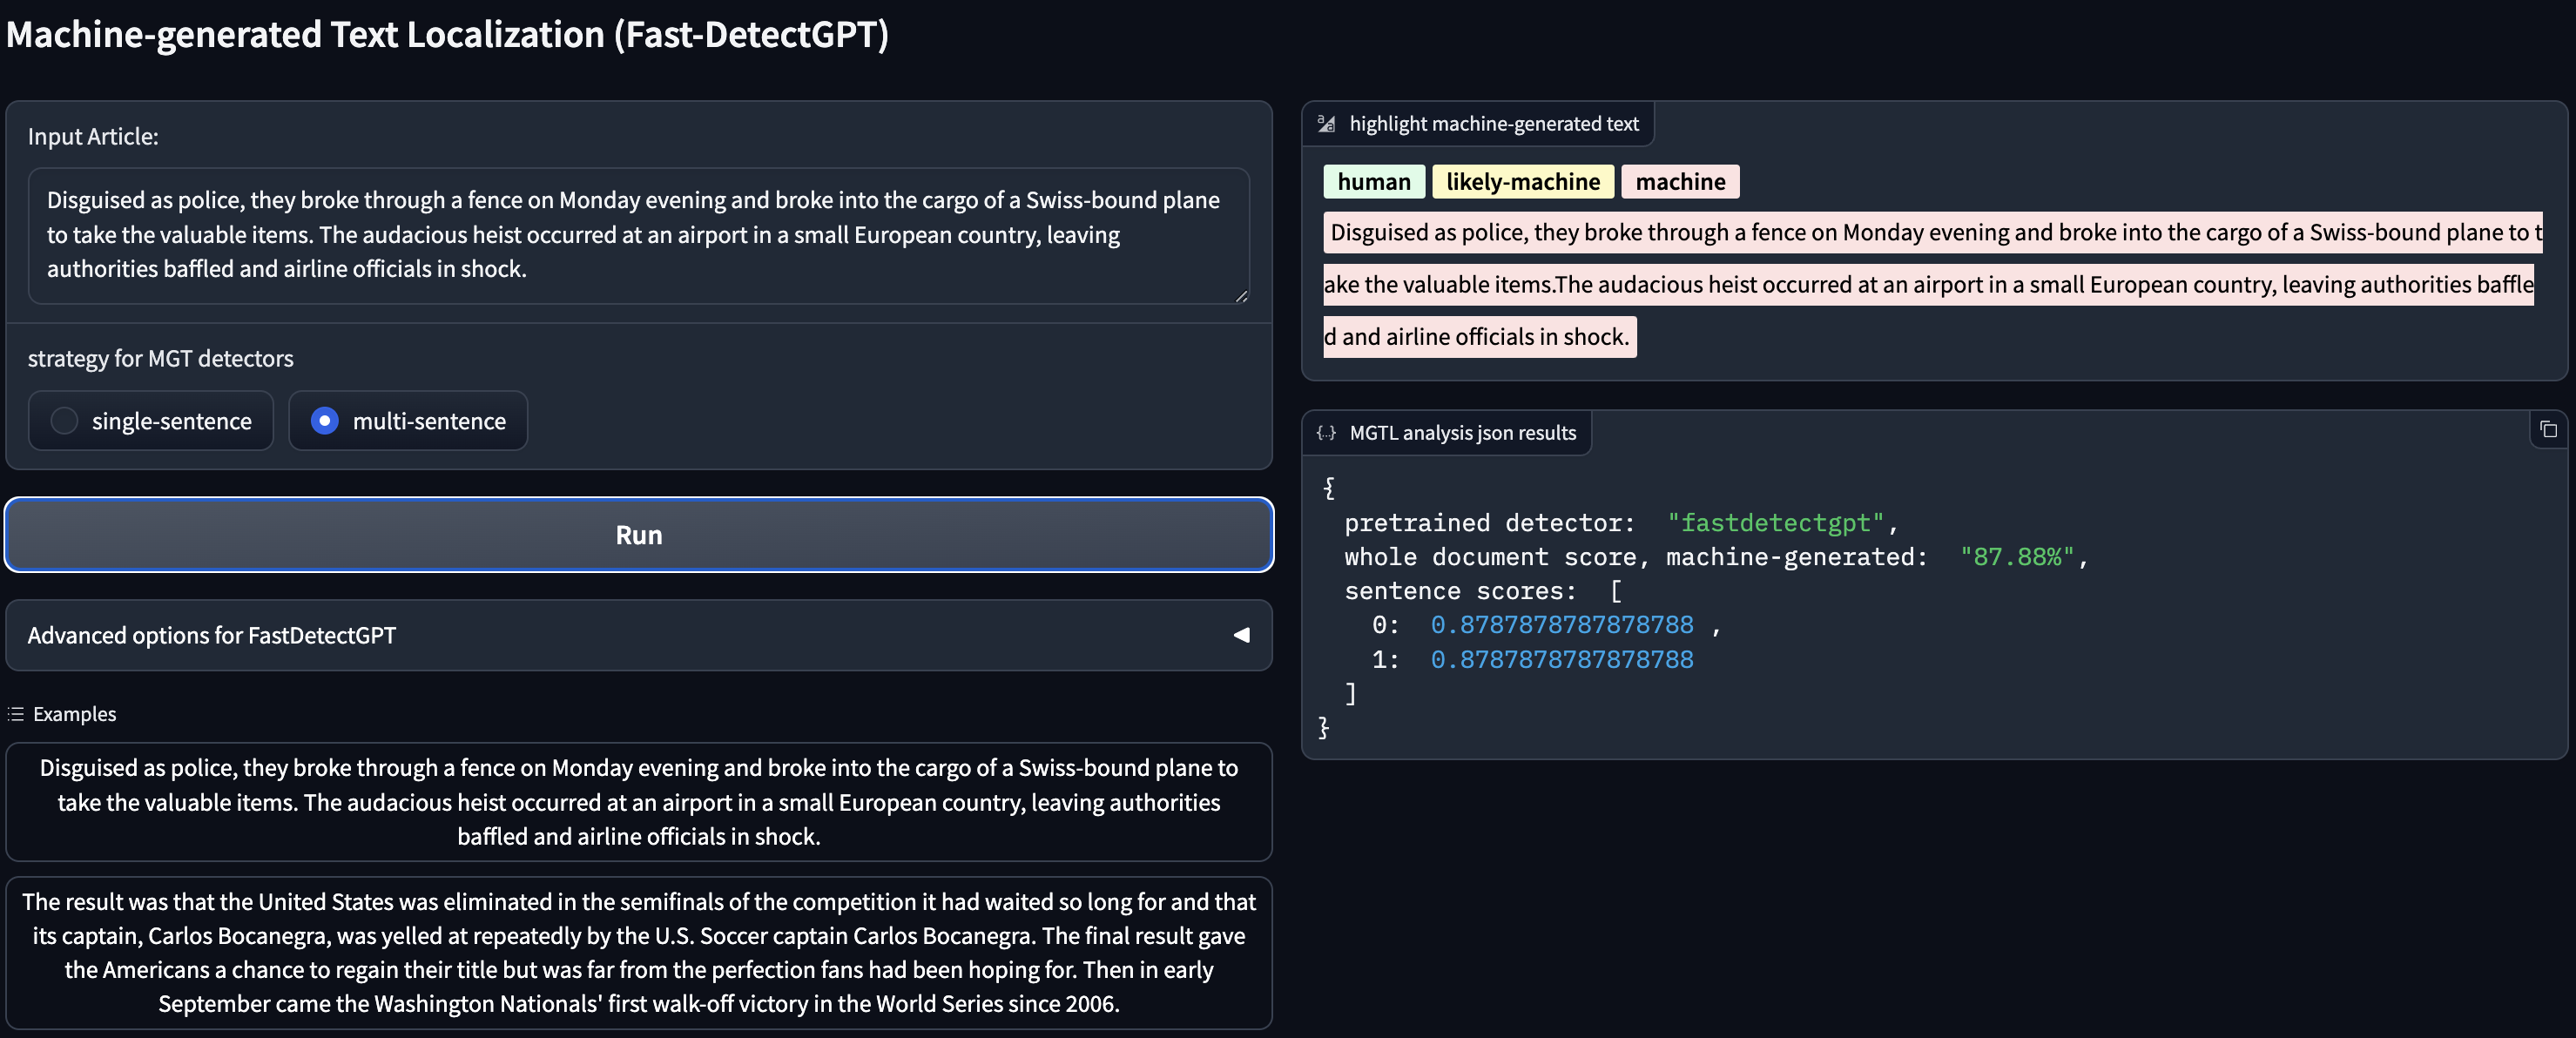 Machine-generated Text Localization (Fast-DetectGPT)
Input Article:
Disguised as police, they broke through a fence on Monday evening and broke into the cargo of a Swiss-bound plane
to take the valuable items. The audacious heist occurred at an airport in a small European country, leaving
authorities baffled and airline officials in shock.
strategy for MGT detectors
single-sentence
multi-sentence
Run
Advanced options for FastDetectGPT
Examples
Disguised as police, they broke through a fence on Monday evening and broke into the cargo of a Swiss-bound plane to
take the valuable items. The audacious heist occurred at an airport in a small European country, leaving authorities
baffled and airline officials in shock.
The result was that the United States was eliminated in the semifinals of the competition it had waited so long for and that
its captain, Carlos Bocanegra, was yelled at repeatedly by the U.S. Soccer captain Carlos Bocanegra. The final result gave
the Americans a chance to regain their title but was far from the perfection fans had been hoping for. Then in early
September came the Washington Nationals' first walk-off victory in the World Series since 2006.
highlight machine-generated text
human likely-machine machine
Disguised as police, they broke through a fence on Monday evening and broke into the cargo of a Swiss-bound plane to t
ake the valuable items.The audacious heist occurred at an airport in a small European country, leaving authorities baffle
d and airline officials in shock.
MGTL analysis json results
{
pretrained detector: "fastdetectgpt",
whole document score, machine-generated: "87.88%",
sentence scores: [
0: 0.8787878787878788 ,
1: 0.8787878787878788
]
}